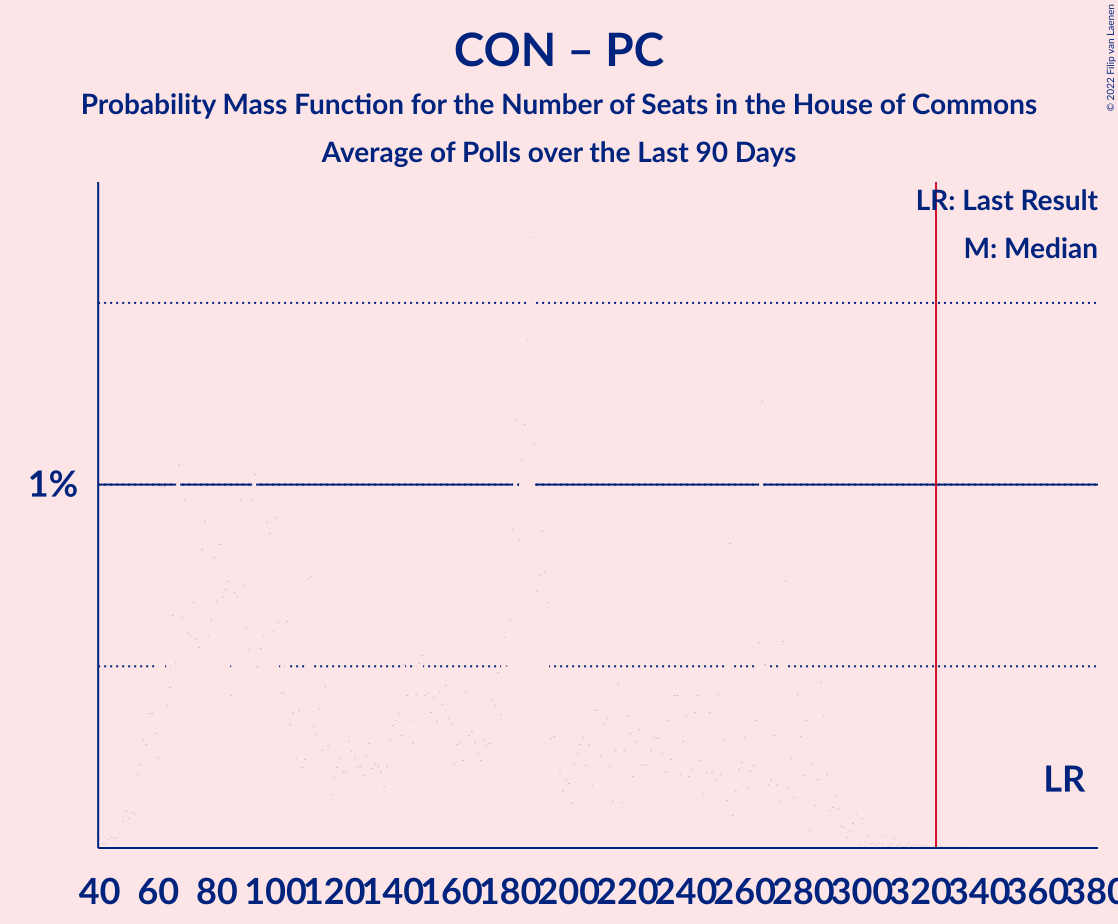 CON – PC
Probability Mass Function for the Number of Seats in the House of Commons
Average of Polls over the Last 90 Days
© 2022 Filip van Laenen
LR: Last Result
M: Median
1%
LR
40 60 80 100 120 140 160 180 200 220 240 260 280 300 320 340 360 380